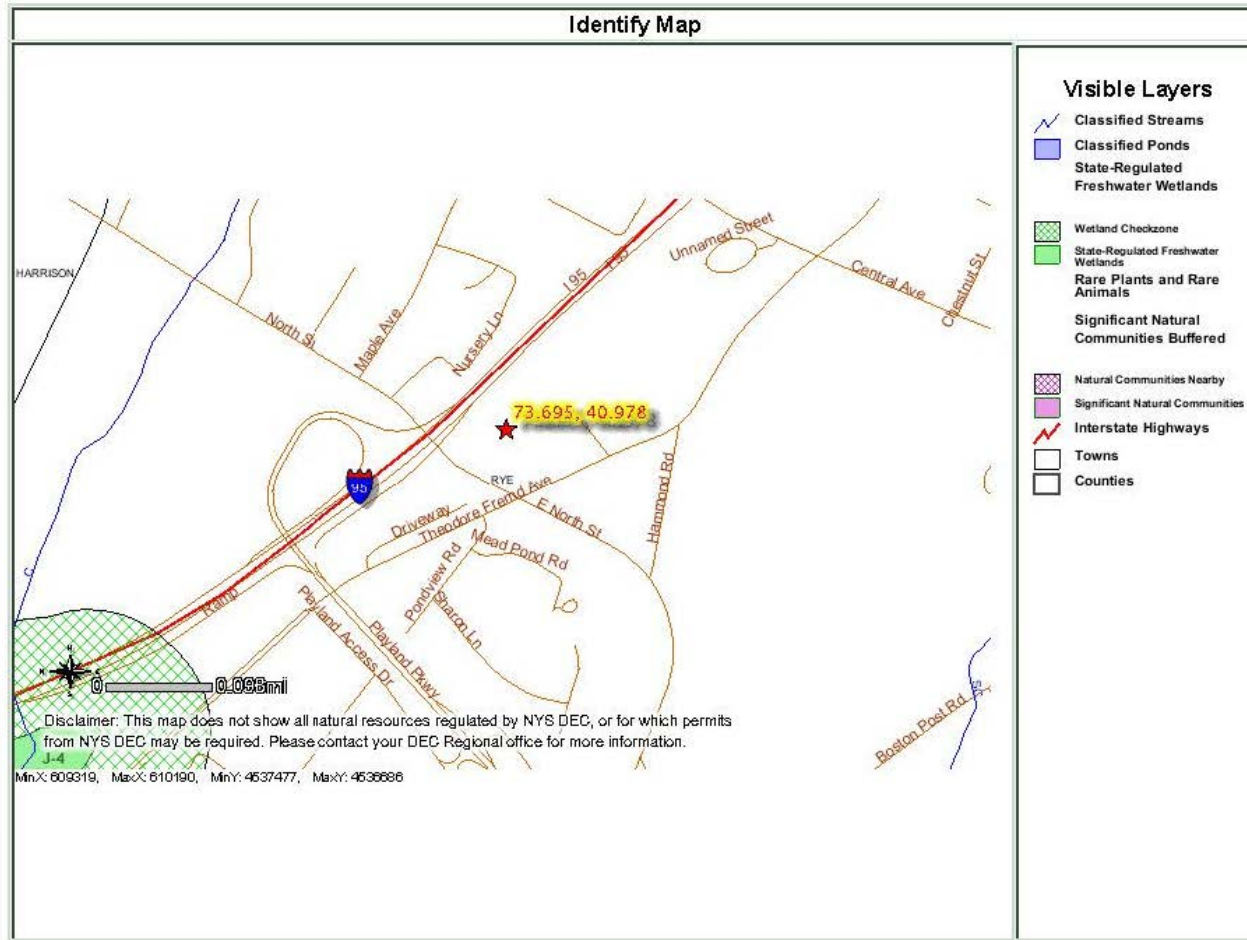 Identify Map
Visible Layers
Classified Streams
Classified Ponds
State-Regulated
Freshwater Wetlands
Wetland Checkzone
State-Regulated Freshwater
Wetlands
Rare Plants and Rare
Animals
Significant Natural
Communities Buffered
Natural Communities Nearby
Significant Natural Communities
Interstate Highways
Towns
Counties
HARRISON
North St
Maple Ave
Nursery Ln
I 95
I 95
Unnamed Street
Central Ave
Chestnut St
73.695, 40.978
95
RYE
Driveway
Theodore Fremd Ave
E North St
Hammond Rd
Mead Pond Rd
Pondview Rd
Sharon Ln
Ramp
Playland Access Dr
Playland Pkwy
Boston Post Rd
C
SC
N
S
0
0.098mi
Disclaimer: This map does not show all natural resources regulated by NYS DEC, or for which permits
from NYS DEC may be required. Please contact your DEC Regional office for more information.
J-4
MinX: 609319, MaxX: 610190, MinY: 4537477, MaxY: 4536686